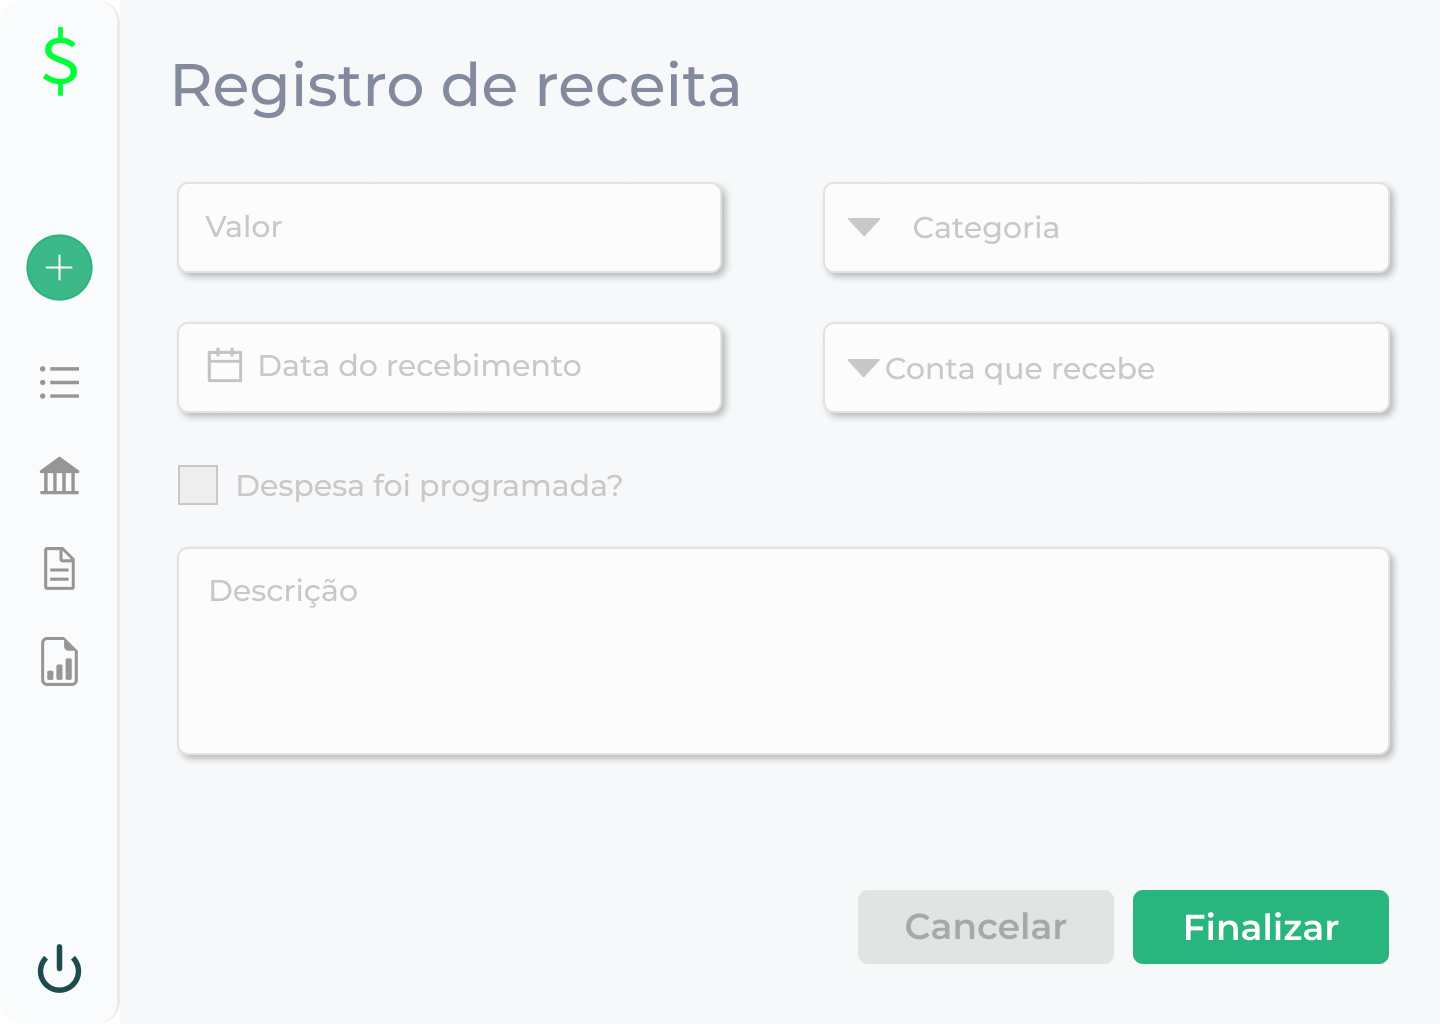 $
Registro de receita
Valor
Categoria
Data do recebimento
Conta que recebe
Despesa foi programada?
Descrição
Cancelar
Finalizar